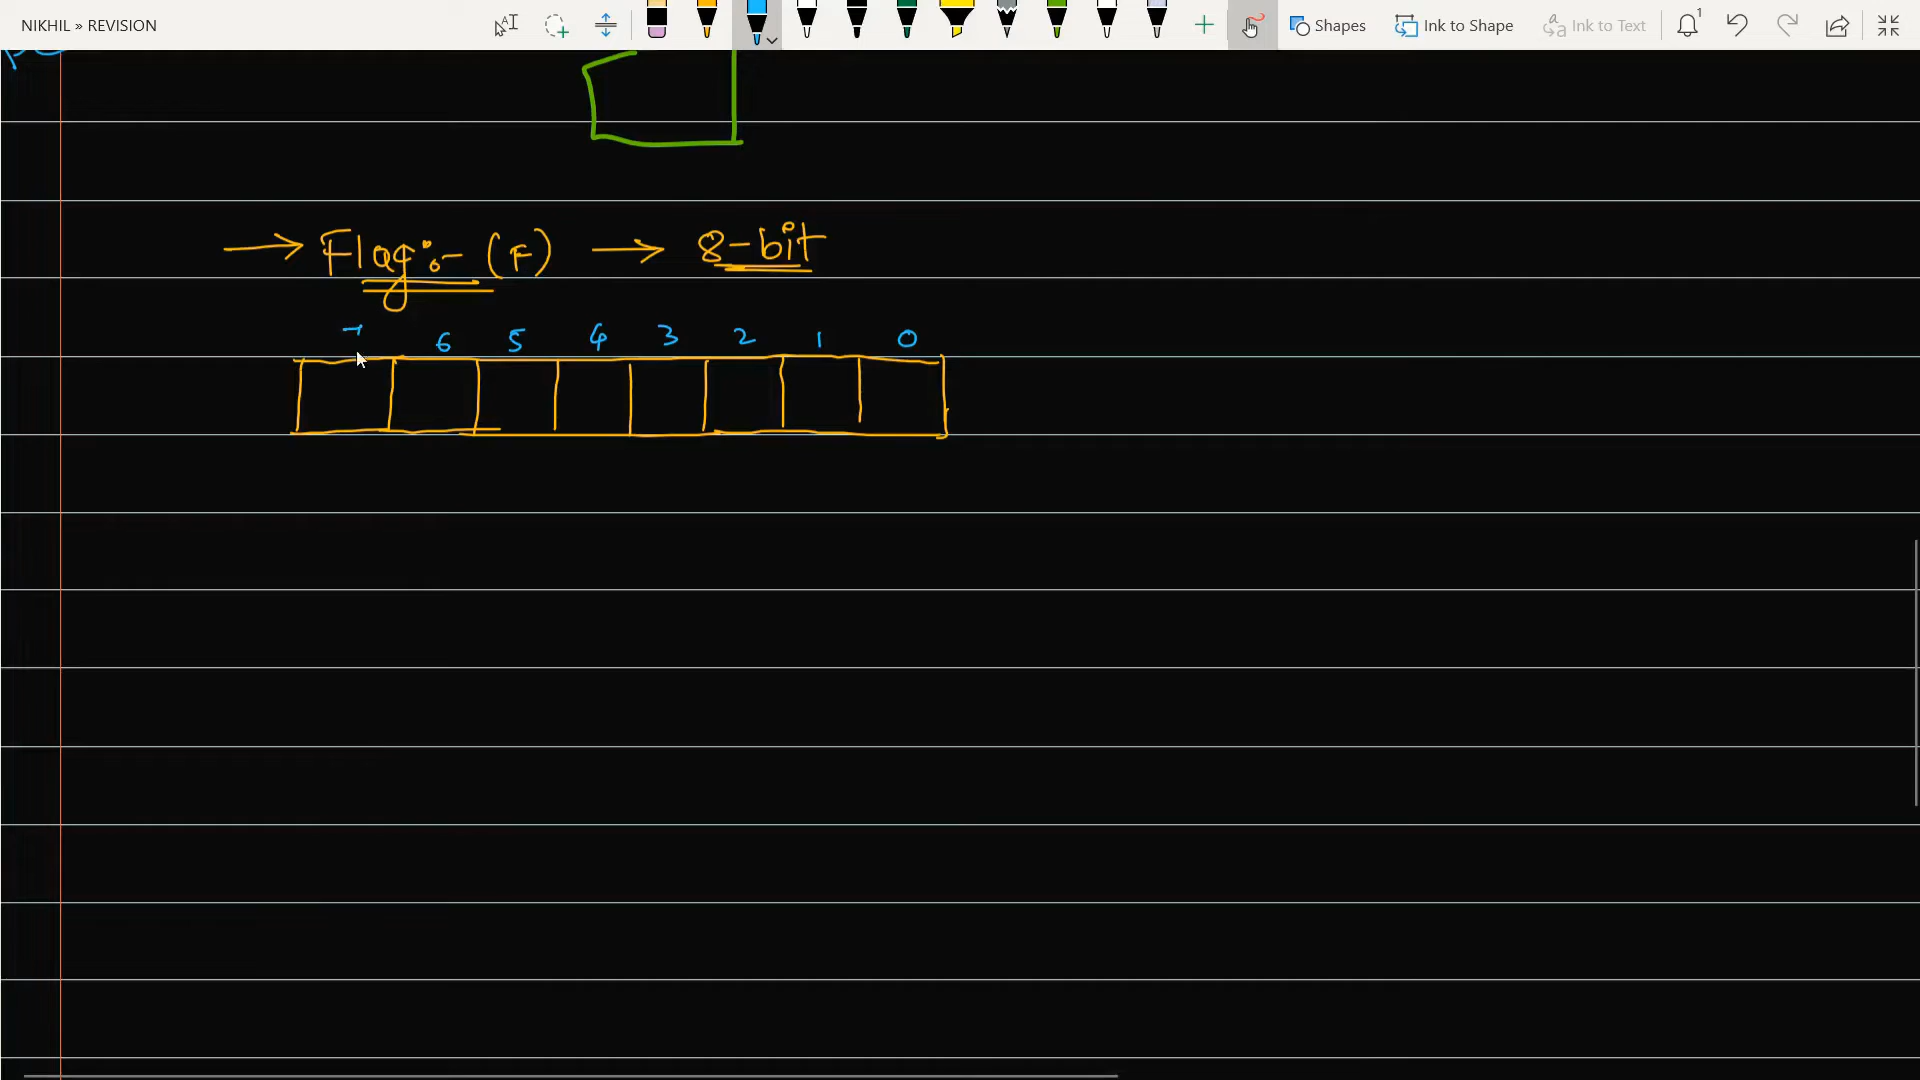 NIKHIL » REVISION
Shapes
Ink to Shape
Ink to Text
1
→ Flag:- (F) → 8-bit
7 6 5 4 3 2 1 0